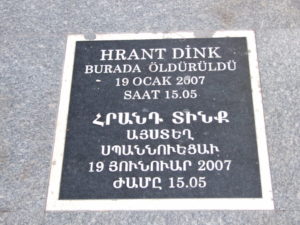 HRANT DİNK
BURADA ÖLDÜRÜLDÜ
19 OCAK 2007
SAAT 15.05
ՀՐԱՆԴ ՏԻՆՔ
ԱՅՍՏԵՂ
ՍՊԱՆՆՈՒԵՑԱՒ
19 ՅՈՒՆՈՒԱՐ 2007
ԺԱՄԸ 15.05